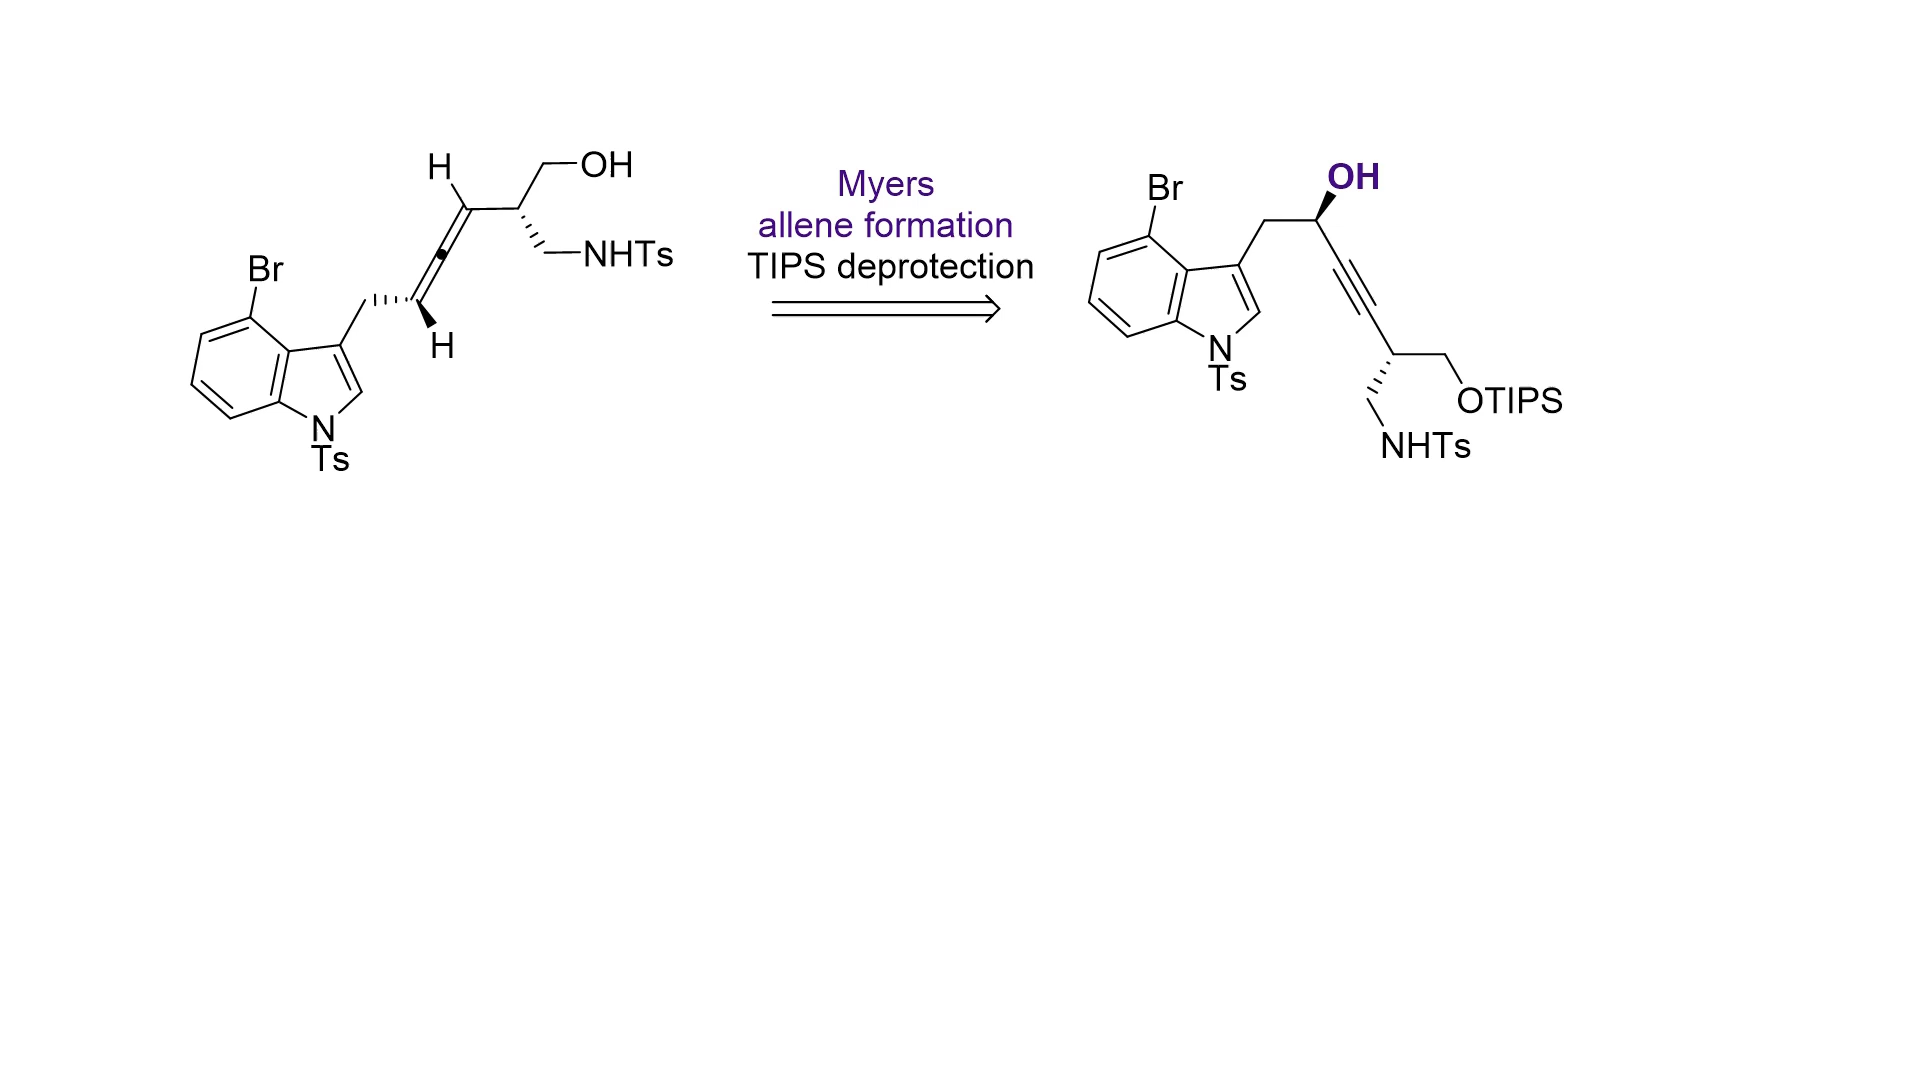 H
OH
NHTs
Br
H
N
Ts
Myers
allene formation
TIPS deprotection
Br
OH
N
Ts
OTIPS
NHTs